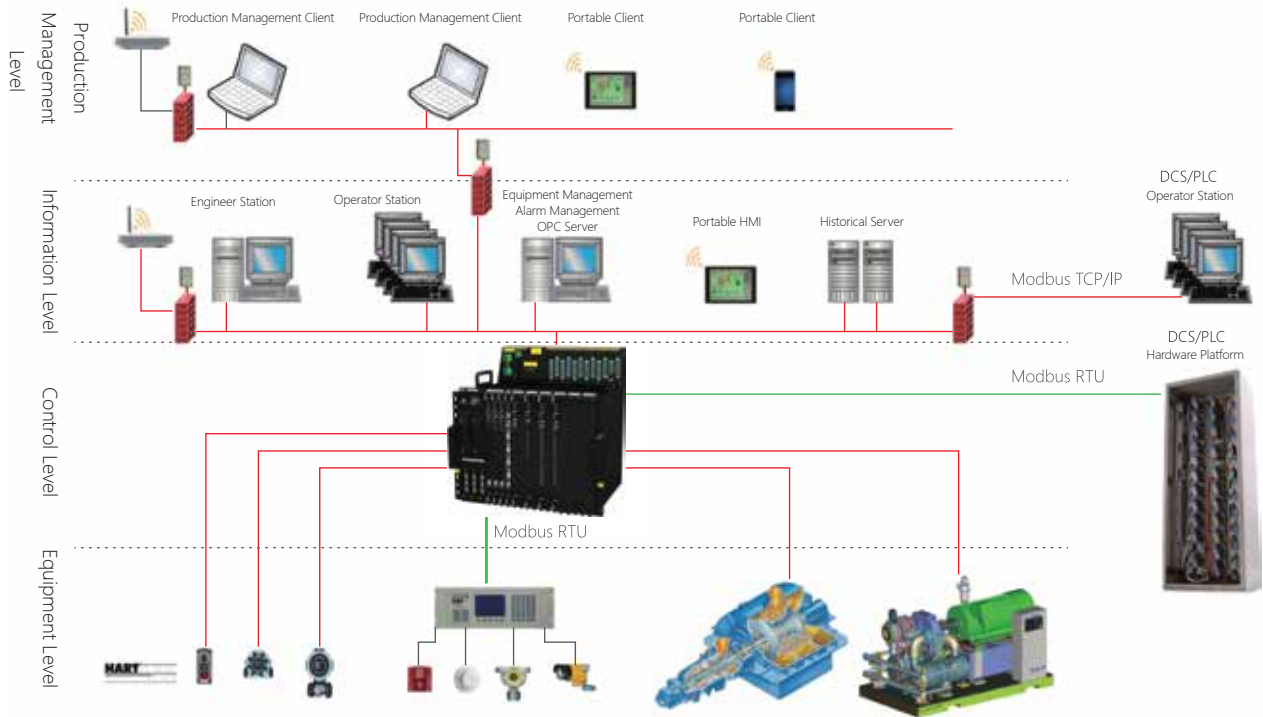 Production
Management
Level
Production Management Client
Production Management Client
Portable Client
Portable Client
Information Level
Engineer Station
Operator Station
Equipment Management
Alarm Management
OPC Server
Portable HMI
Historical Server
DCS/PLC
Operator Station
Modbus TCP/IP
Control Level
DCS/PLC
Hardware Platform
Modbus RTU
Modbus RTU
Equipment Level
HART